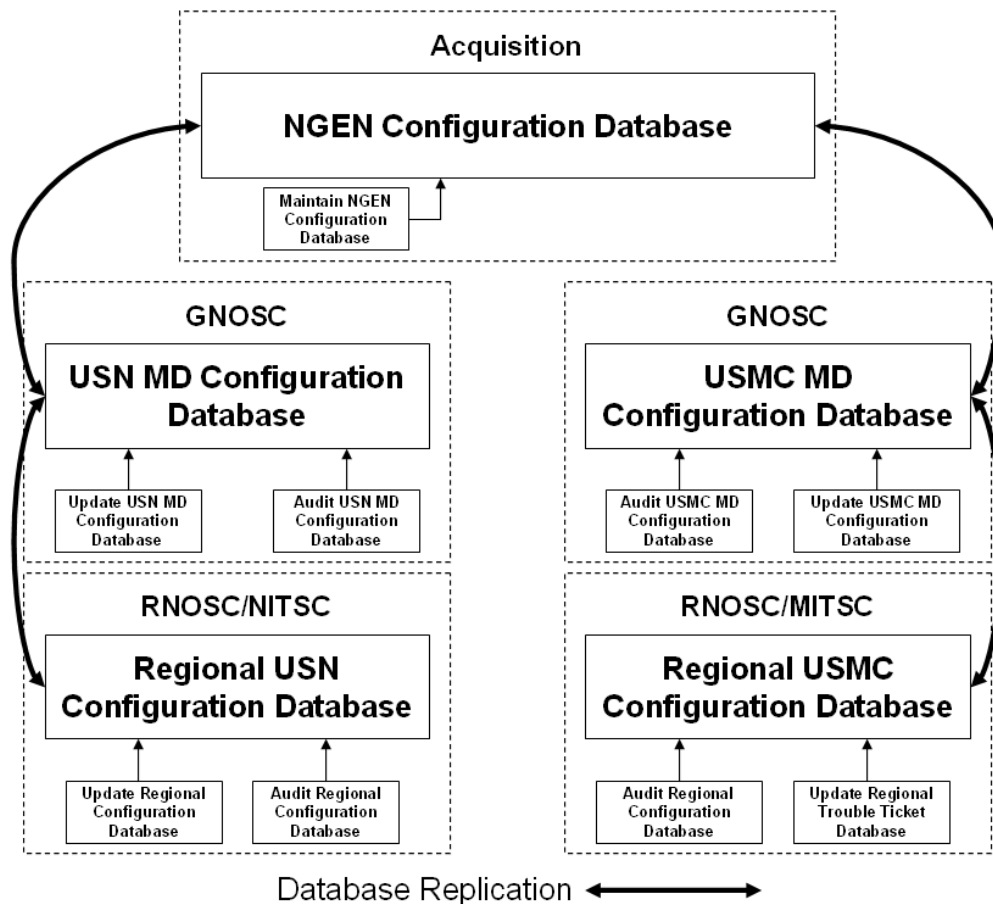 Acquisition
NGEN Configuration Database
Maintain NGEN
Configuration
Database
GNOSC
USN MD Configuration
Database
Update USN MD
Configuration
Database
Audit USN MD
Configuration
Database
GNOSC
USMC MD
Configuration Database
Audit USMC MD
Configuration
Database
Update USMC MD
Configuration
Database
RNOSC/NITSC
Regional USN
Configuration Database
Update Regional
Configuration
Database
Audit Regional
Configuration
Database
RNOSC/MITSC
Regional USMC
Configuration Database
Audit Regional
Configuration
Database
Update Regional
Trouble Ticket
Database
Database Replication